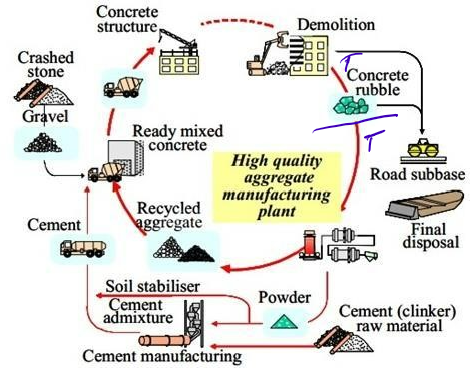 Concrete
structure
Demolition
Crashed
stone
Gravel
F
Concrete
rubble
T
Ready mixed
concrete
High quality
aggregate
manufacturing
plant
Road subbase
Recycled
aggregate
Final
disposal
Cement
Soil stabiliser
Cement
admixture
Powder
Cement (clinker)
raw material
Cement manufacturing